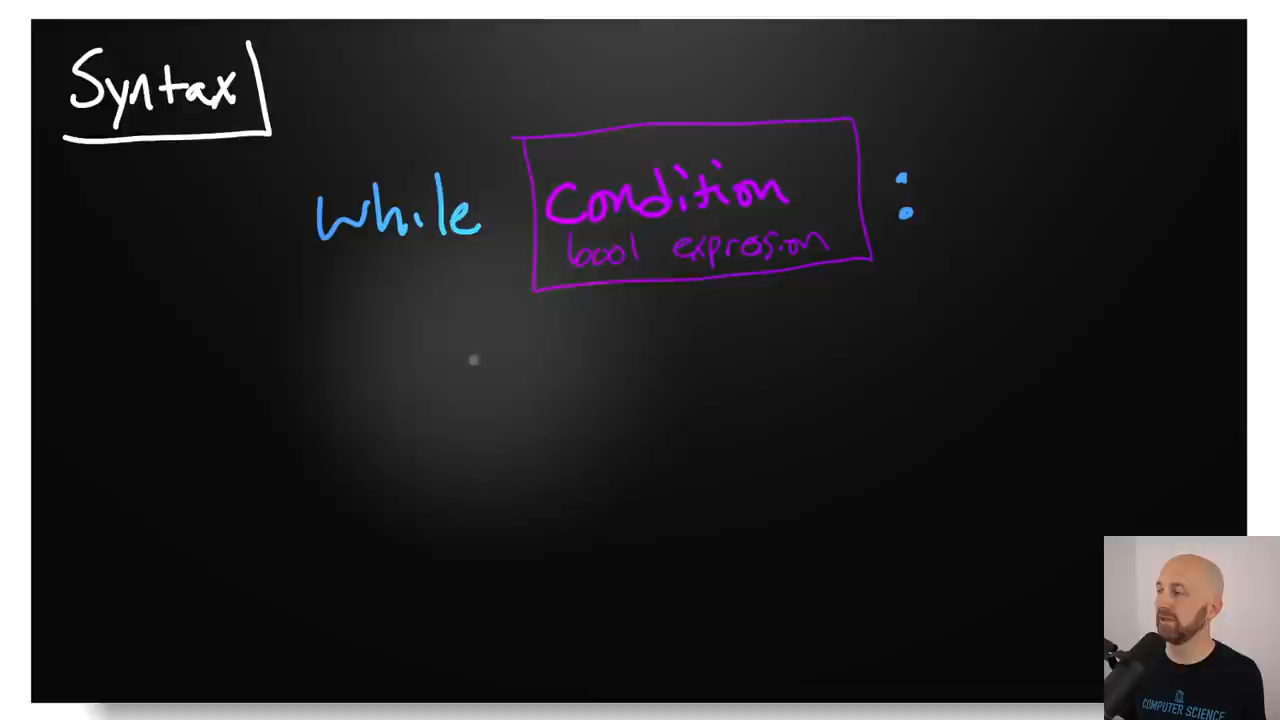 Syntax
while Condition :
bool expression
COMPUTER SCIENCE